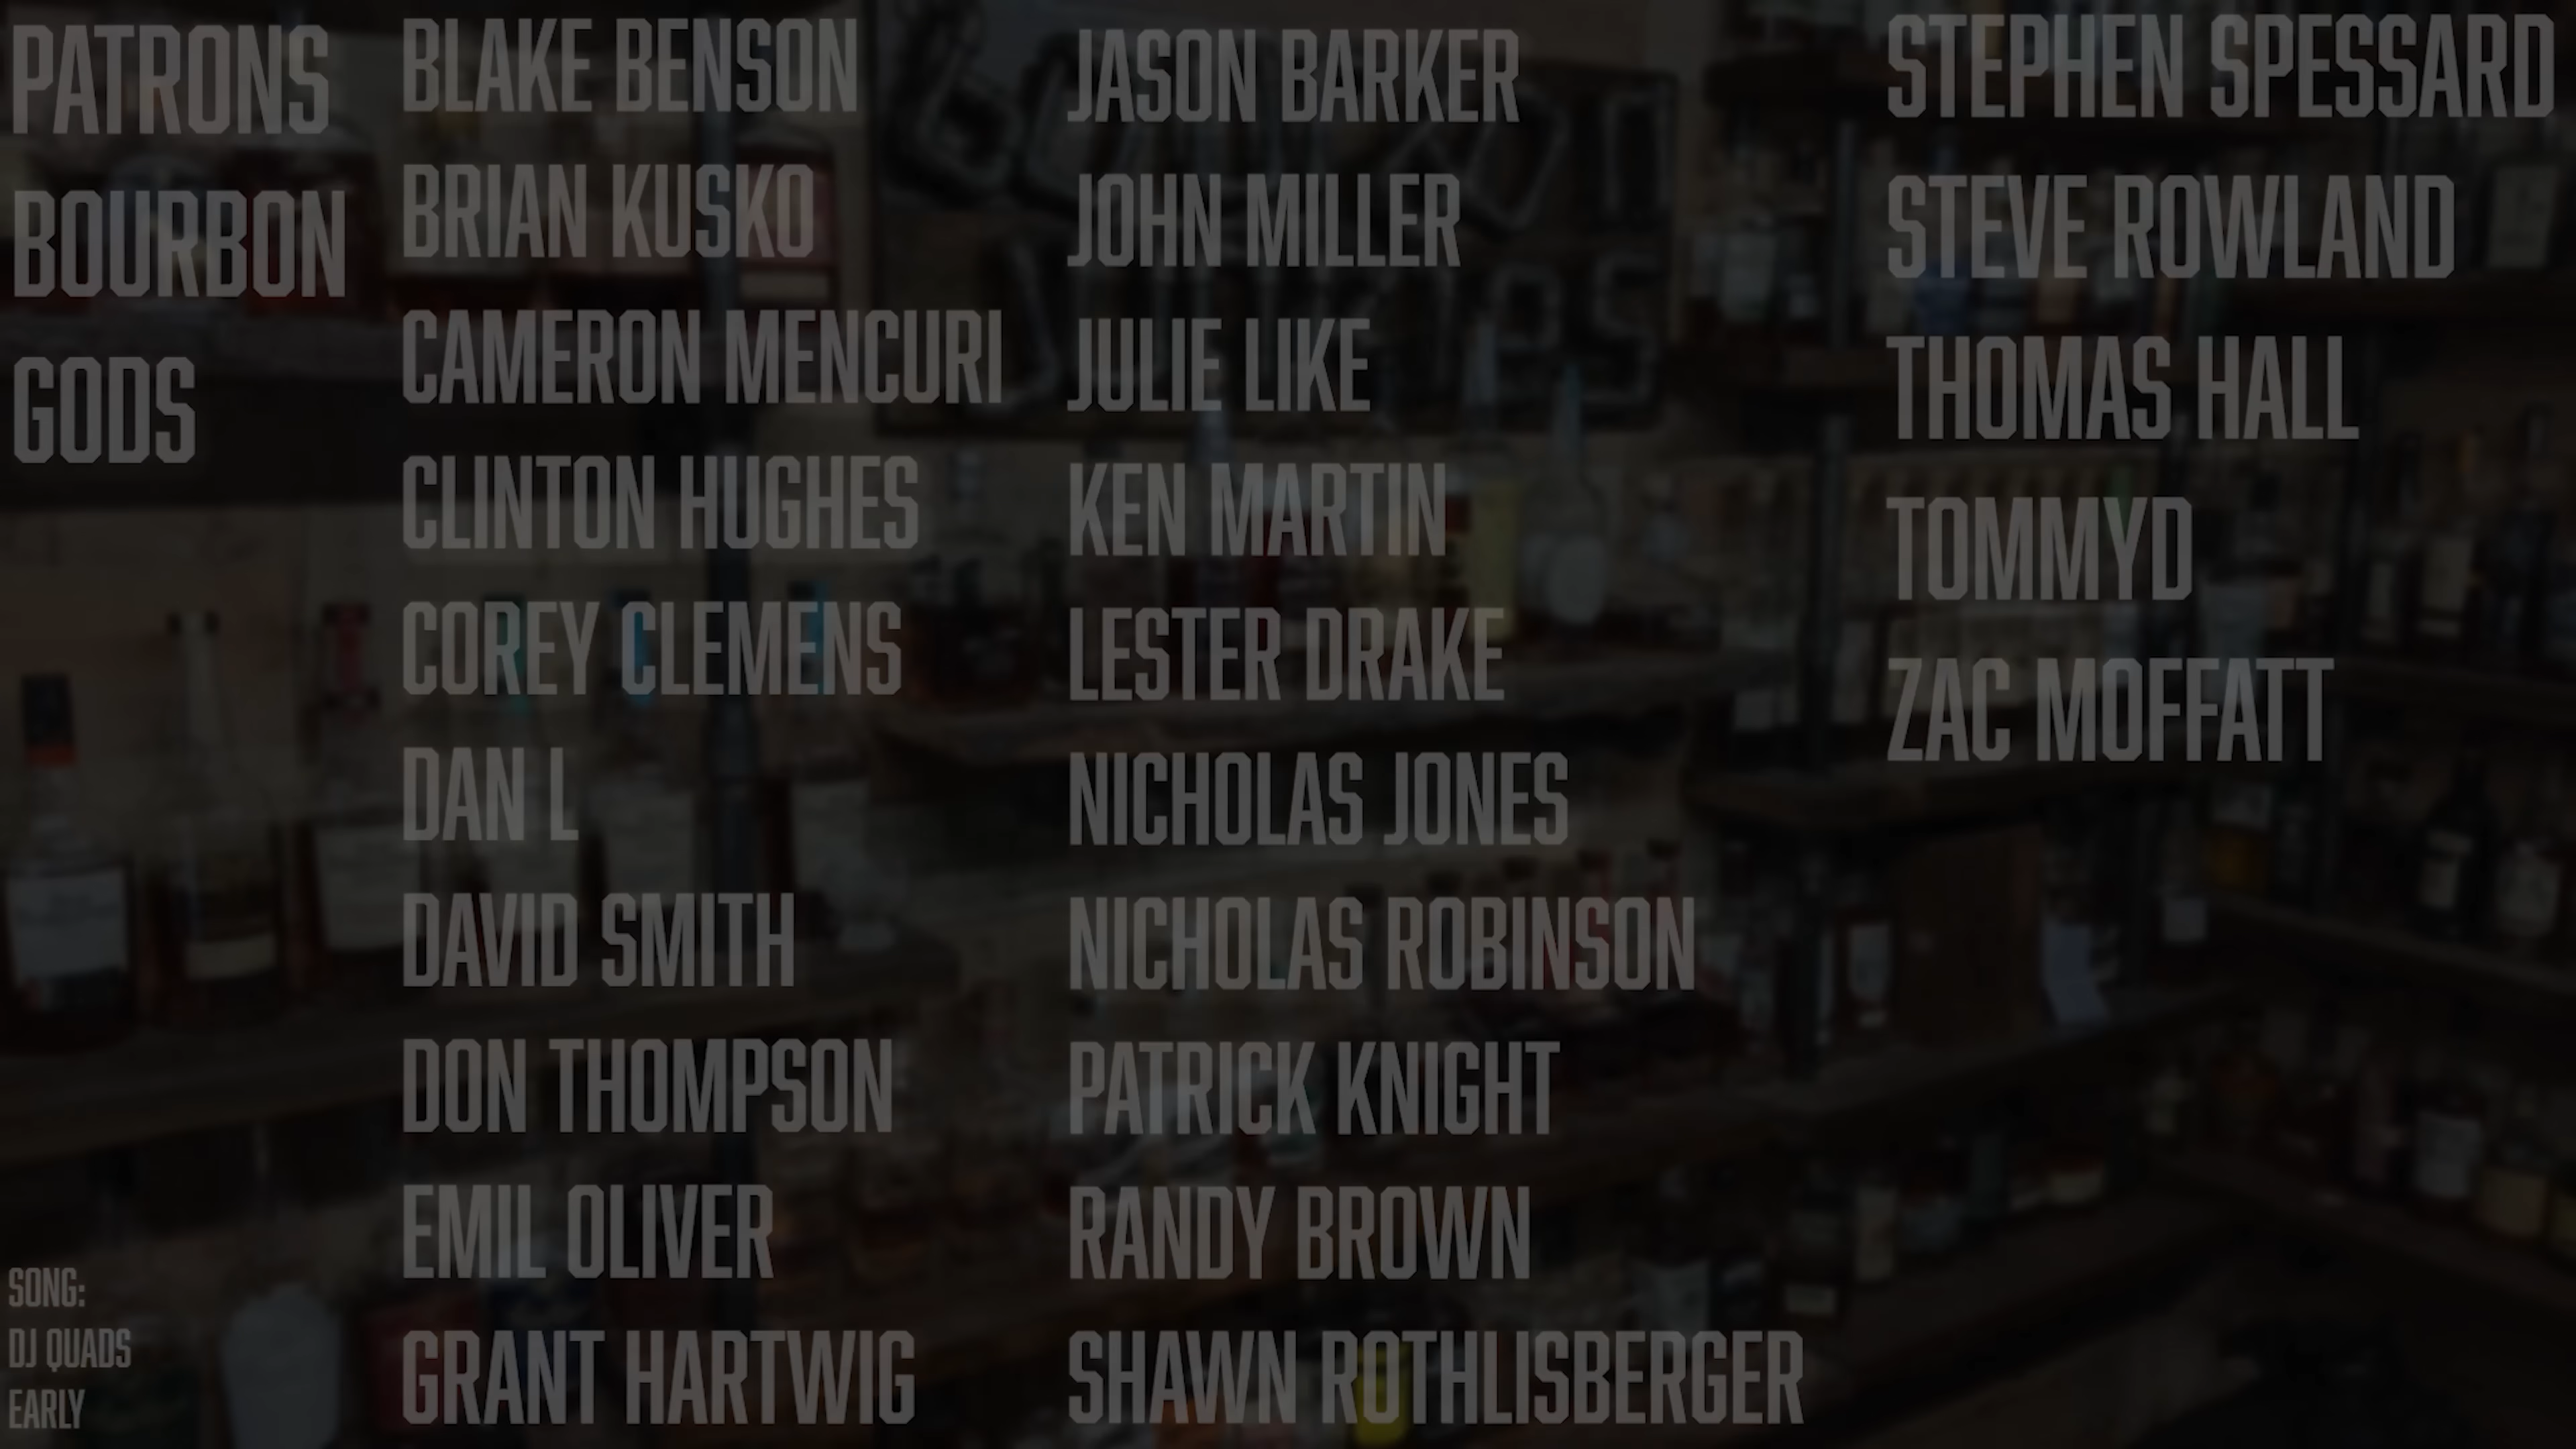 PATRONS
BOURBON
GODS
BLAKE BENSON
BRIAN KUSKO
CAMERON MENCURI
CLINTON HUGHES
COREY CLEMENS
DAN L
DAVID SMITH
DON THOMPSON
EMIL OLIVER
GRANT HARTWIG
JASON BARKER
JOHN MILLER
JULIE LIKE
KEN MARTIN
LESTER DRAKE
NICHOLAS JONES
NICHOLAS ROBINSON
PATRICK KNIGHT
RANDY BROWN
SHAWN ROTHLISBERGER
STEPHEN SPESSARD
STEVE ROWLAND
THOMAS HALL
TOMMYD
ZAC MOFFATT
SONG:
DJ QUADS
EARLY